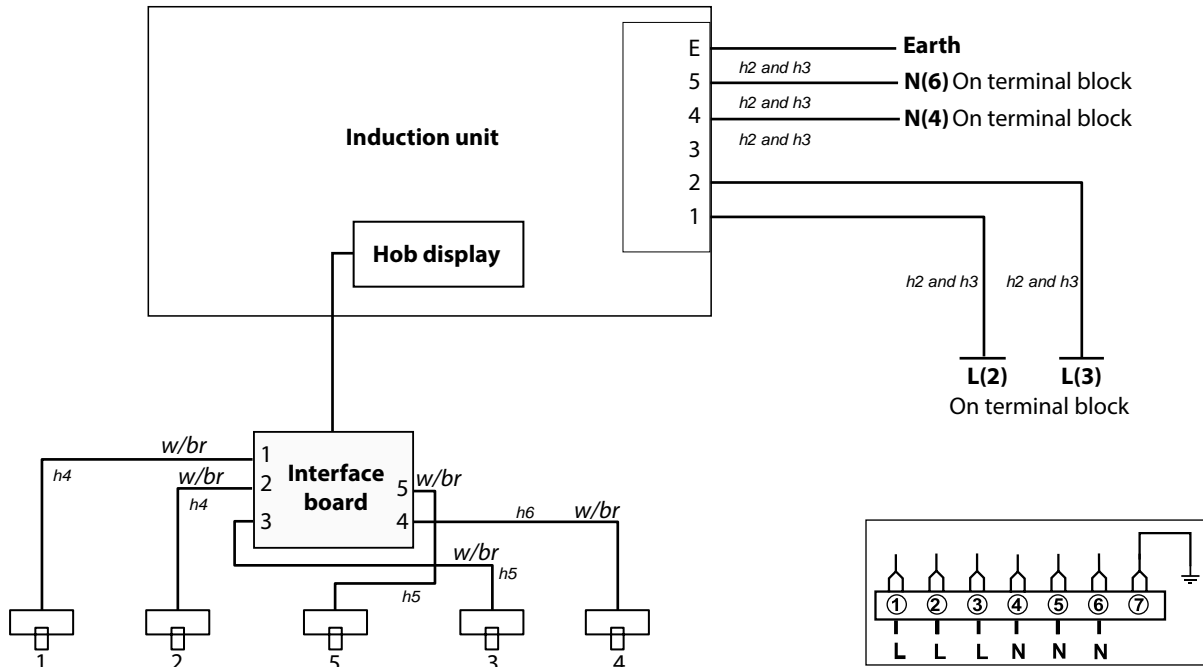 E
Earth
h2 and h3
5
N(6) On terminal block
h2 and h3
4
N(4) On terminal block
h2 and h3
3
2
1
Induction unit
Hob display
h2 and h3
h2 and h3
L(2)
L(3)
On terminal block
w/br
1
h4
w/br
2
h4
3
Interface
board
5
w/br
4
h6
w/br
w/br
h5
h5
1
2
5
3
4
1 2 3 4 5 6 7
L L L N N N